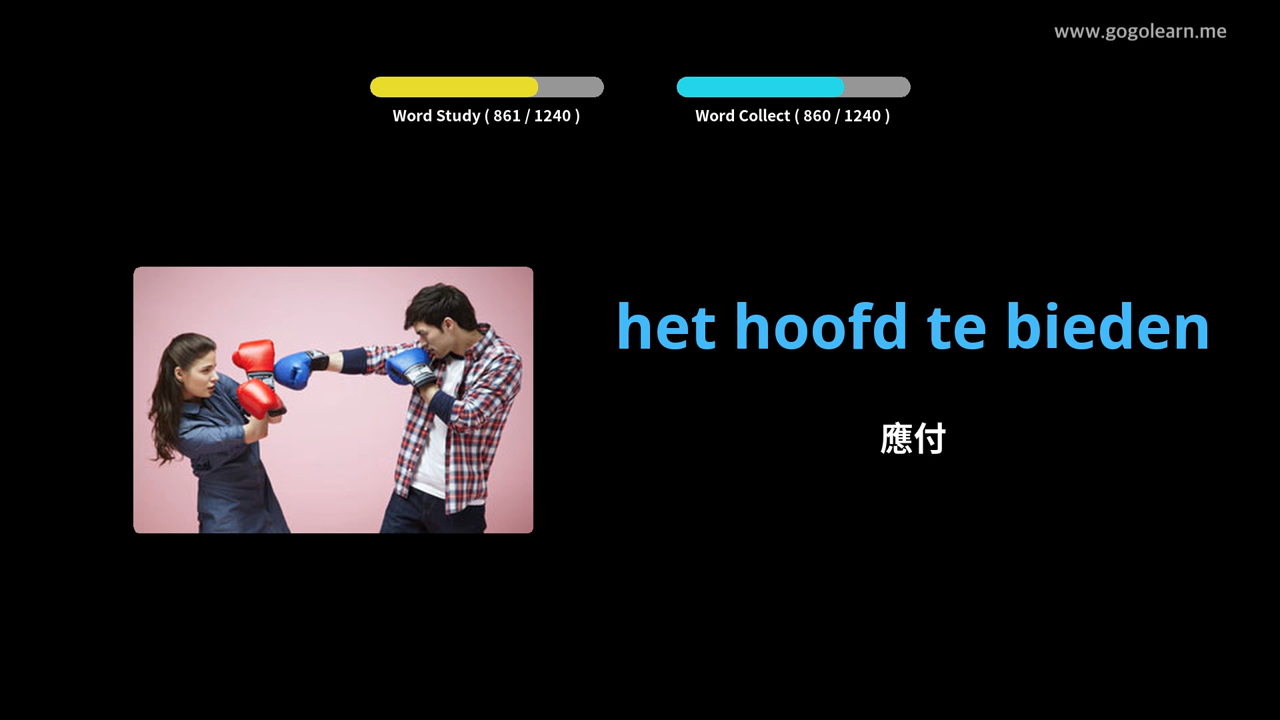 www.gogolearn.me
Word Study ( 861 / 1240 )
Word Collect ( 860 / 1240 )
het hoofd te bieden
應付